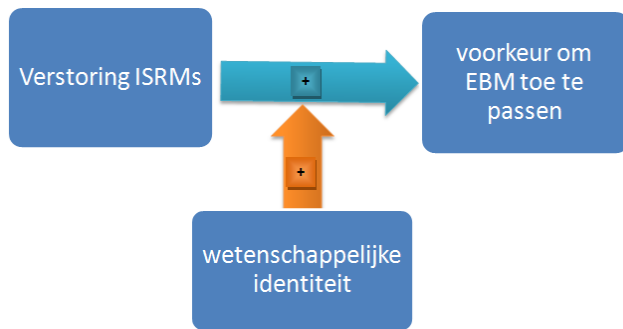 Verstoring ISRMs
+
voorkeur om
EBM toe te
passen
+
wetenschappelijke
identiteit